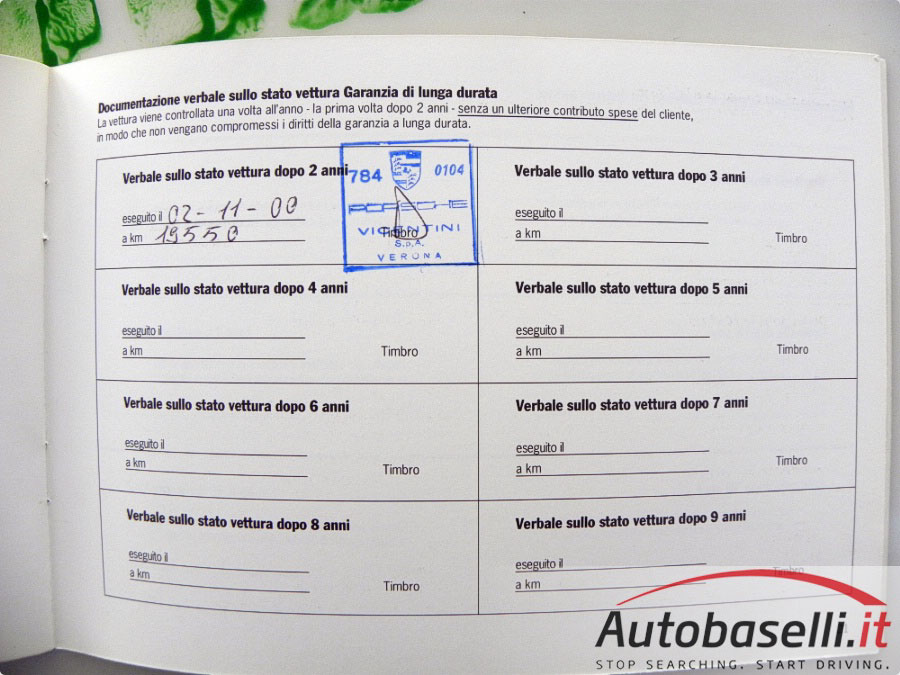 Documentazione verbale sullo stato vettura Garanzia di lunga durata
La vettura viene controllata una volta all'anno - la prima volta dopo 2 anni - senza un ulteriore contributo spese del cliente,
in modo che non vengano compromessi i diritti della garanzia a lunga durata.
Verbale sullo stato vettura dopo 2 anni
eseguito il 02-11-00
a km 19550
Timbro
784 0104
PORSCHE
VICENTINI
S.p.A.
VERONA
Verbale sullo stato vettura dopo 3 anni
eseguito il
a km
Timbro
Verbale sullo stato vettura dopo 4 anni
eseguito il
a km
Timbro
Verbale sullo stato vettura dopo 5 anni
eseguito il
a km
Timbro
Verbale sullo stato vettura dopo 6 anni
eseguito il
a km
Timbro
Verbale sullo stato vettura dopo 7 anni
eseguito il
a km
Timbro
Verbale sullo stato vettura dopo 8 anni
eseguito il
a km
Timbro
Verbale sullo stato vettura dopo 9 anni
eseguito il
a km
Timbro
Autobaselli.it
STOP SEARCHING. START DRIVING.